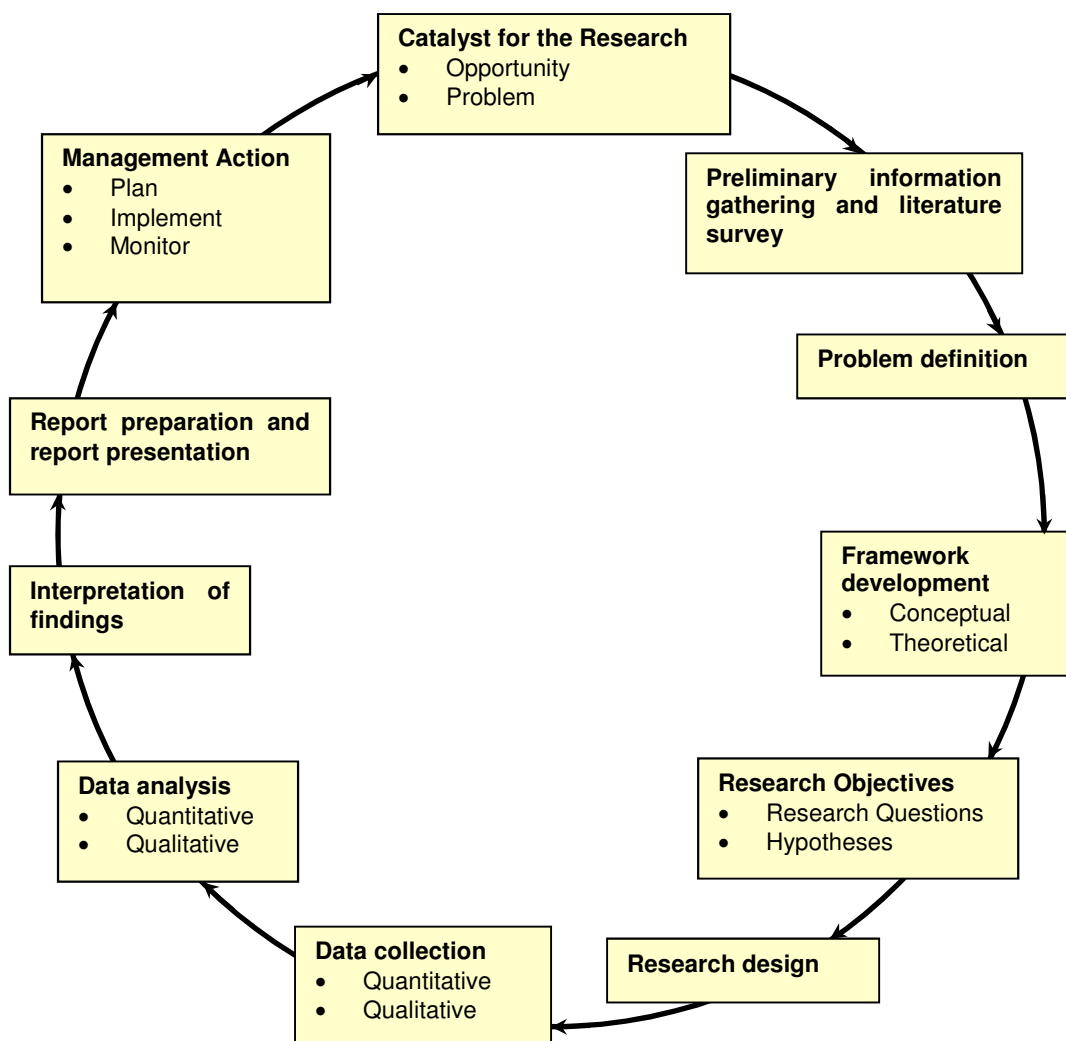 Catalyst for the Research
• Opportunity
• Problem
Preliminary information
gathering and literature
survey
Problem definition
Framework
development
• Conceptual
• Theoretical
Research Objectives
• Research Questions
• Hypotheses
Research design
Data collection
• Quantitative
• Qualitative
Data analysis
• Quantitative
• Qualitative
Interpretation of
findings
Report preparation and
report presentation
Management Action
• Plan
• Implement
• Monitor